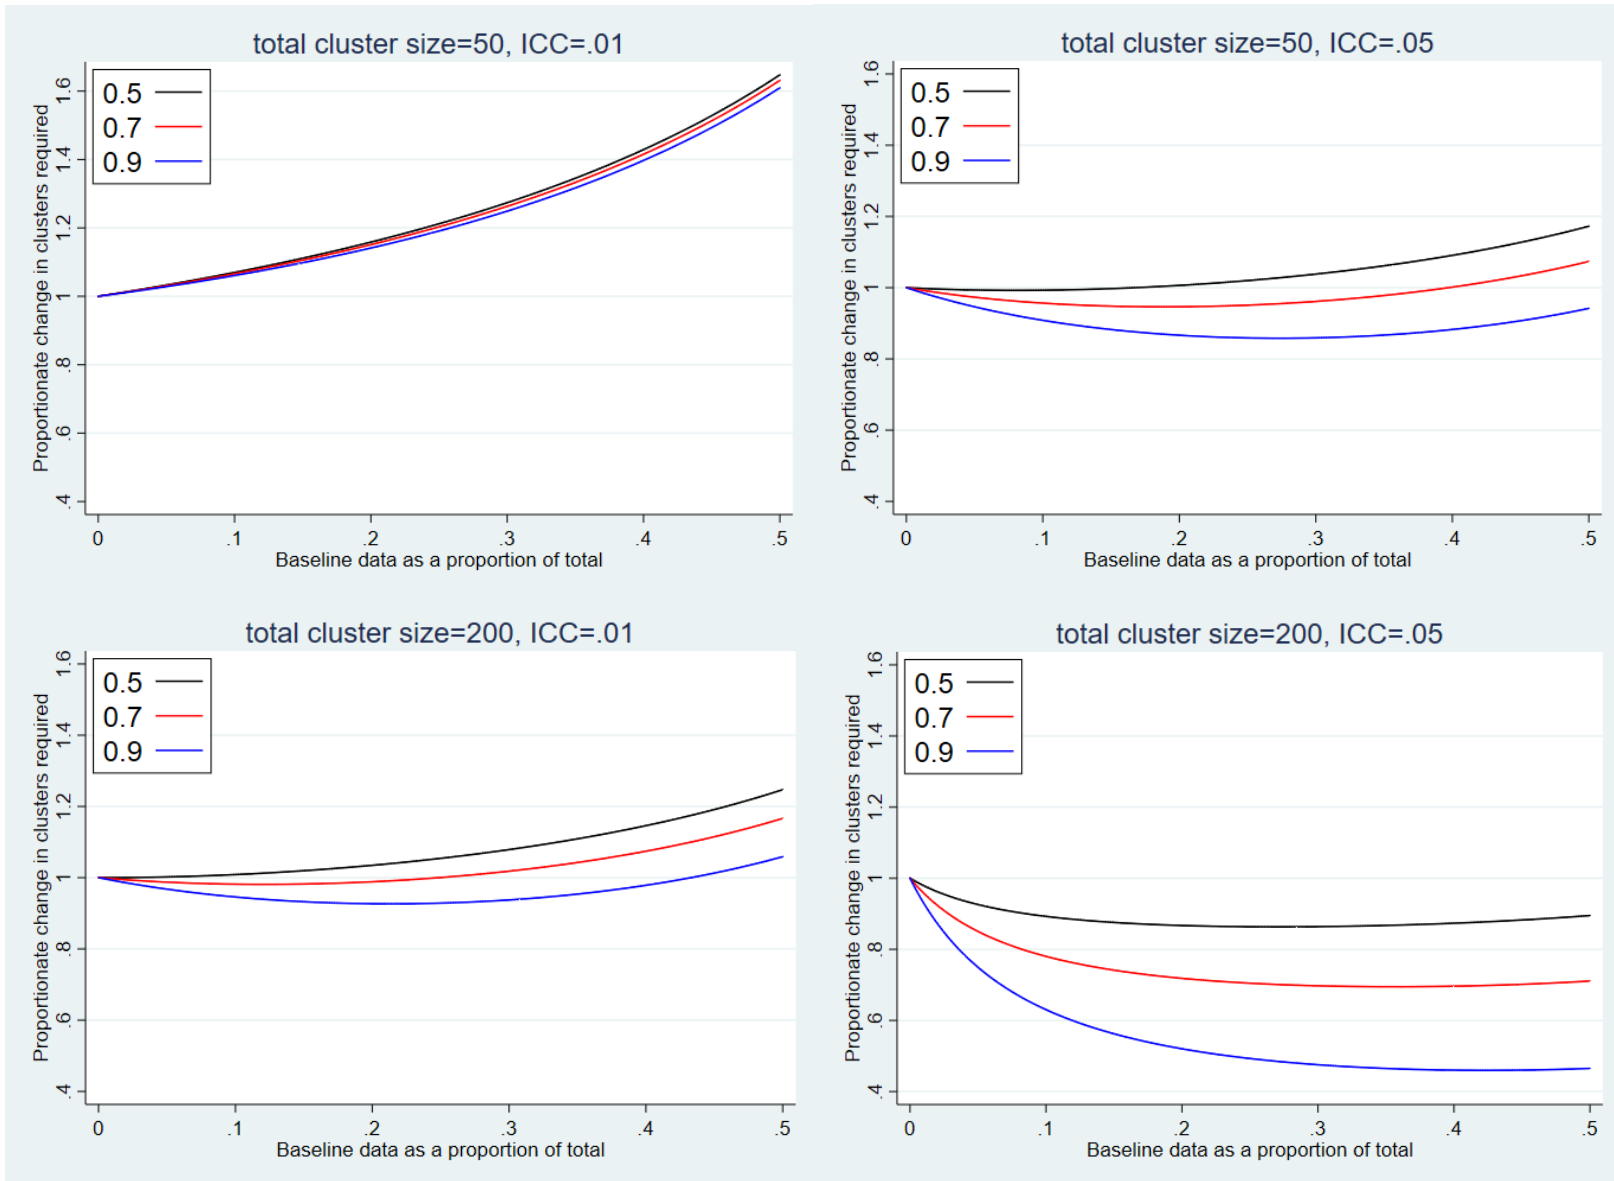 total cluster size=50, ICC=.01
0.5
0.7
0.9
Proportionate change in clusters required
1.6
1.4
1.2
1
.8
.6
.4
0 .1 .2 .3 .4 .5
Baseline data as a proportion of total
total cluster size=50, ICC=.05
0.5
0.7
0.9
Proportionate change in clusters required
1.6
1.4
1.2
1
.8
.6
.4
0 .1 .2 .3 .4 .5
Baseline data as a proportion of total
total cluster size=200, ICC=.01
0.5
0.7
0.9
Proportionate change in clusters required
1.6
1.4
1.2
1
.8
.6
.4
0 .1 .2 .3 .4 .5
Baseline data as a proportion of total
total cluster size=200, ICC=.05
0.5
0.7
0.9
Proportionate change in clusters required
1.6
1.4
1.2
1
.8
.6
.4
0 .1 .2 .3 .4 .5
Baseline data as a proportion of total